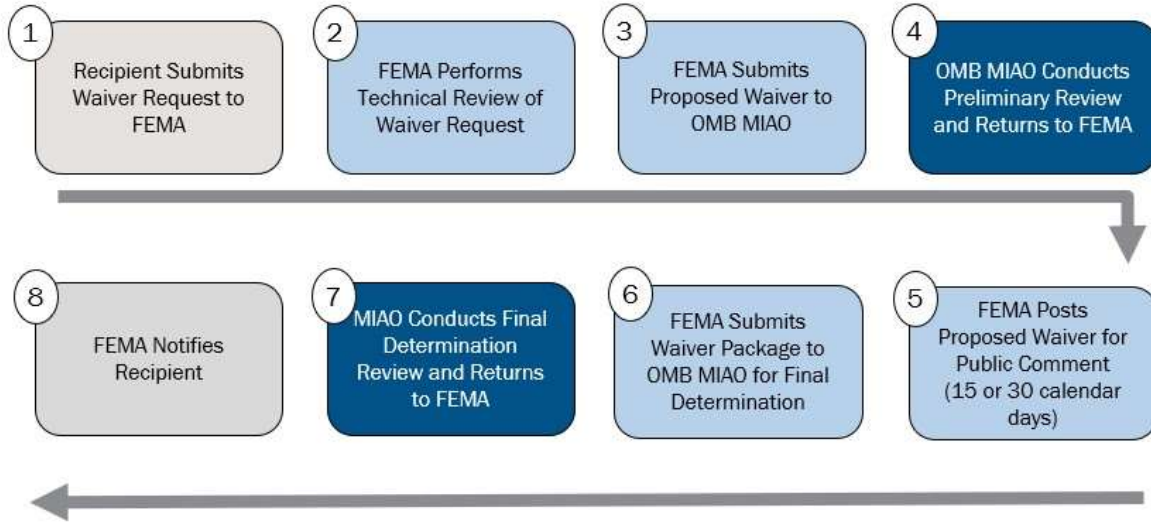 1
Recipient Submits
Waiver Request to
FEMA
2
FEMA Performs
Technical Review of
Waiver Request
3
FEMA Submits
Proposed Waiver to
OMB MIAO
4
OMB MIAO Conducts
Preliminary Review
and Returns to FEMA
5
FEMA Posts
Proposed Waiver for
Public Comment
(15 or 30 calendar
days)
6
FEMA Submits
Waiver Package to
OMB MIAO for Final
Determination
7
MIAO Conducts Final
Determination
Review and Returns
to FEMA
8
FEMA Notifies
Recipient